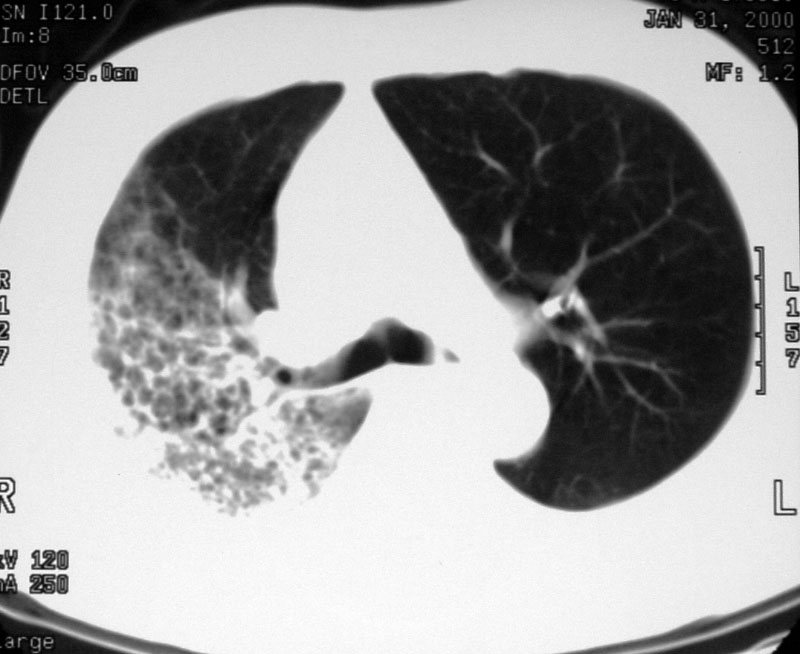 SN I121.0
Im:8
DFOV 35.0cm
DETL
JAN 31, 2000
512
MF: 1.2
R
1
2
7
L
1
5
7
R
L
kV 120
mA 250
Large